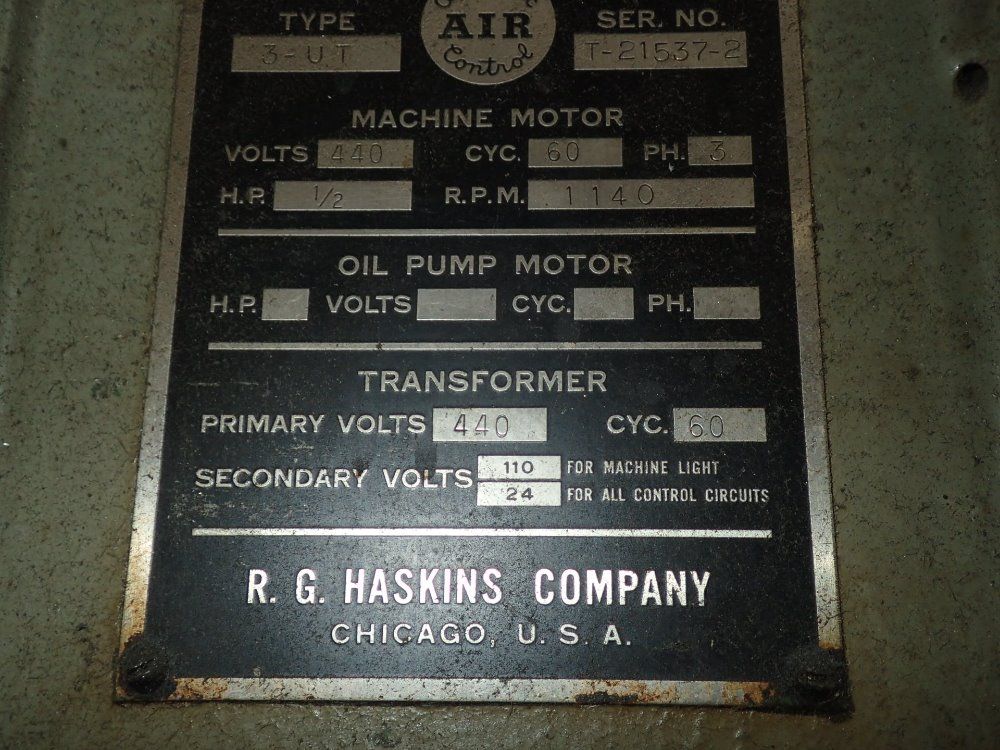 TYPE
3-UT
AIR
Control
SER. NO.
T-21537-2
MACHINE MOTOR
VOLTS 440 CYC. 60 PH. 3
H.P. 1/2 R.P.M. 1140
OIL PUMP MOTOR
H.P. VOLTS CYC. PH.
TRANSFORMER
PRIMARY VOLTS 440 CYC. 60
SECONDARY VOLTS 110 FOR MACHINE LIGHT
24 FOR ALL CONTROL CIRCUITS
R. G. HASKINS COMPANY
CHICAGO, U. S. A.